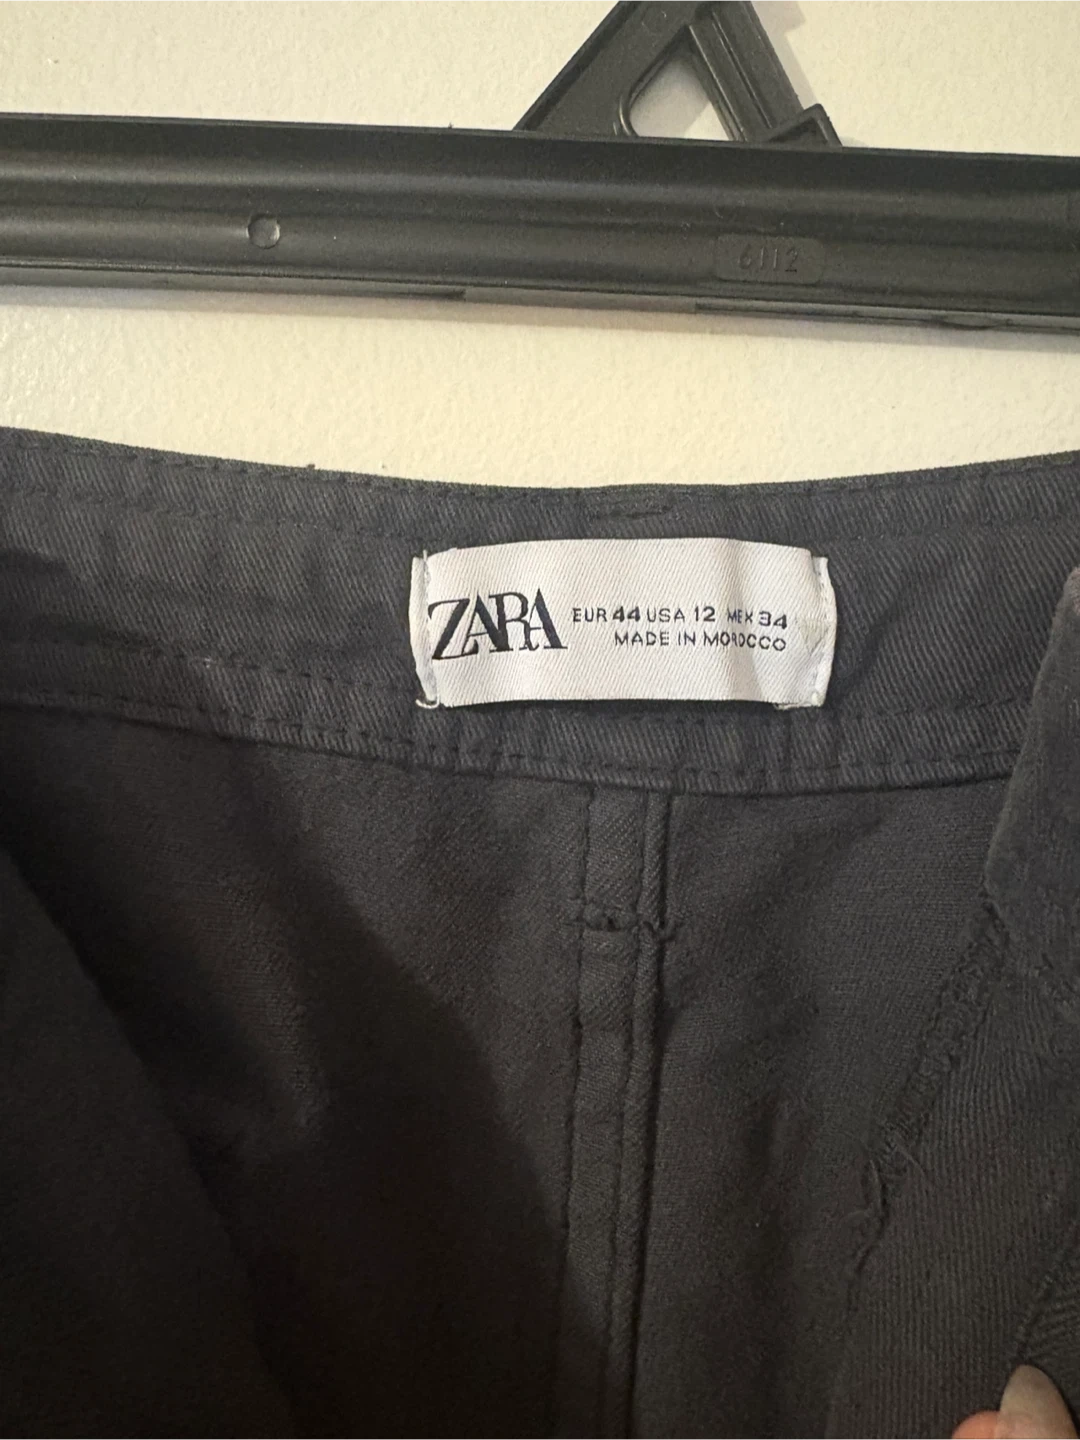 6112
ZARA
EUR 44 USA 12 MEX 34
MADE IN MOROCCO